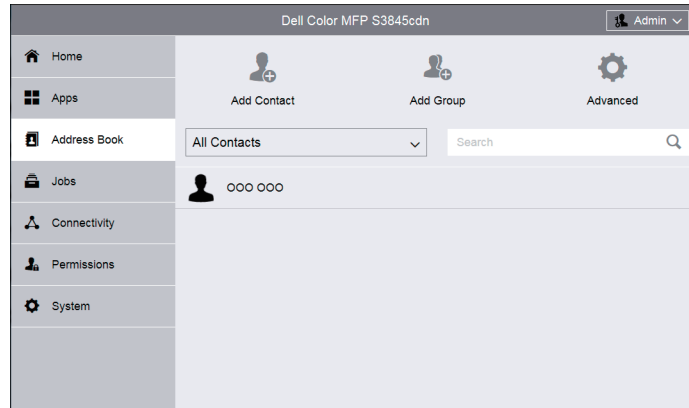 Dell Color MFP S3845cdn
Admin
Home
Apps
Address Book
Jobs
Connectivity
Permissions
System
Add Contact
Add Group
Advanced
All Contacts
Search
OOO OOO